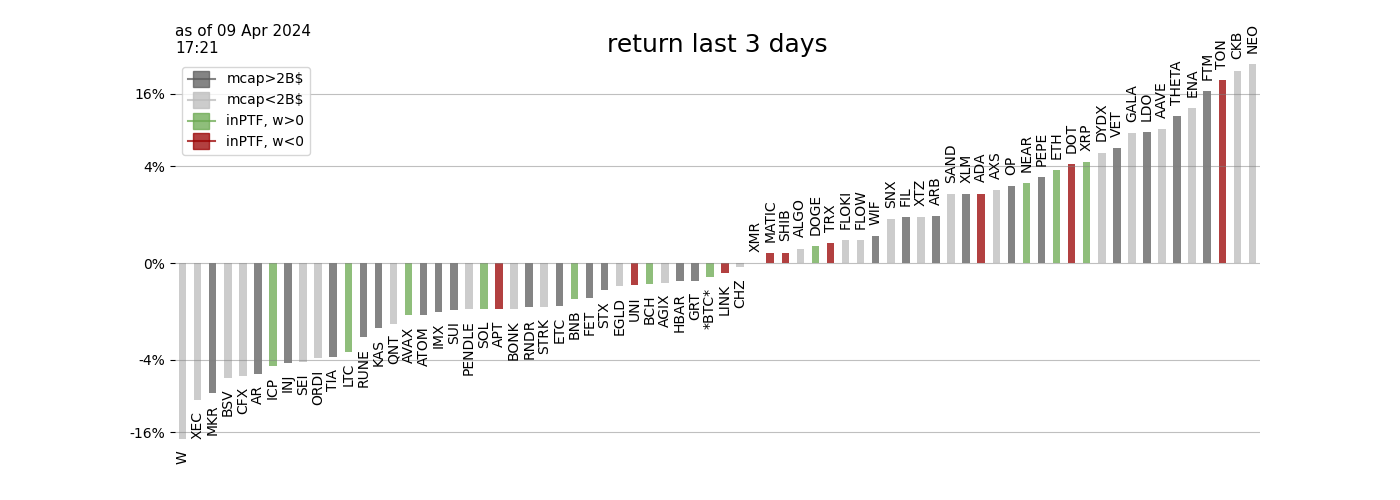 as of 09 Apr 2024
17:21
return last 3 days
mcap>2B$
mcap<2B$
inPTF, w>0
inPTF, w<0
16%
4%
0%
-4%
-16%
W
XEC
MKR
BSV
CFX
AR
ICP
INJ
SEI
ORDI
TIA
LTC
RUNE
KAS
QNT
AVAX
ATOM
IMX
SUI
PENDLE
SOL
APT
BONK
RNDR
STRK
ETC
BNB
FET
STX
EGLD
UNI
BCH
AGIX
HBAR
GRT
*BTC*
LINK
CHZ
XMR
MATIC
SHIB
ALGO
DOGE
TRX
FLOKI
FLOW
WIF
SNX
FIL
XTZ
ARB
SAND
XLM
ADA
AXS
OP
NEAR
PEPE
ETH
DOT
XRP
DYDX
VET
GALA
LDO
AAVE
THETA
ENA
FTM
TON
CKB
NEO